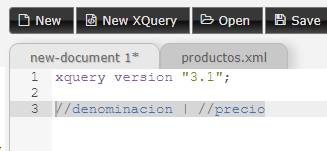 New New XQuery Open Save
new-document 1* productos.xml
1 xquery version "3.1";
2
3 //denominacion | //precio